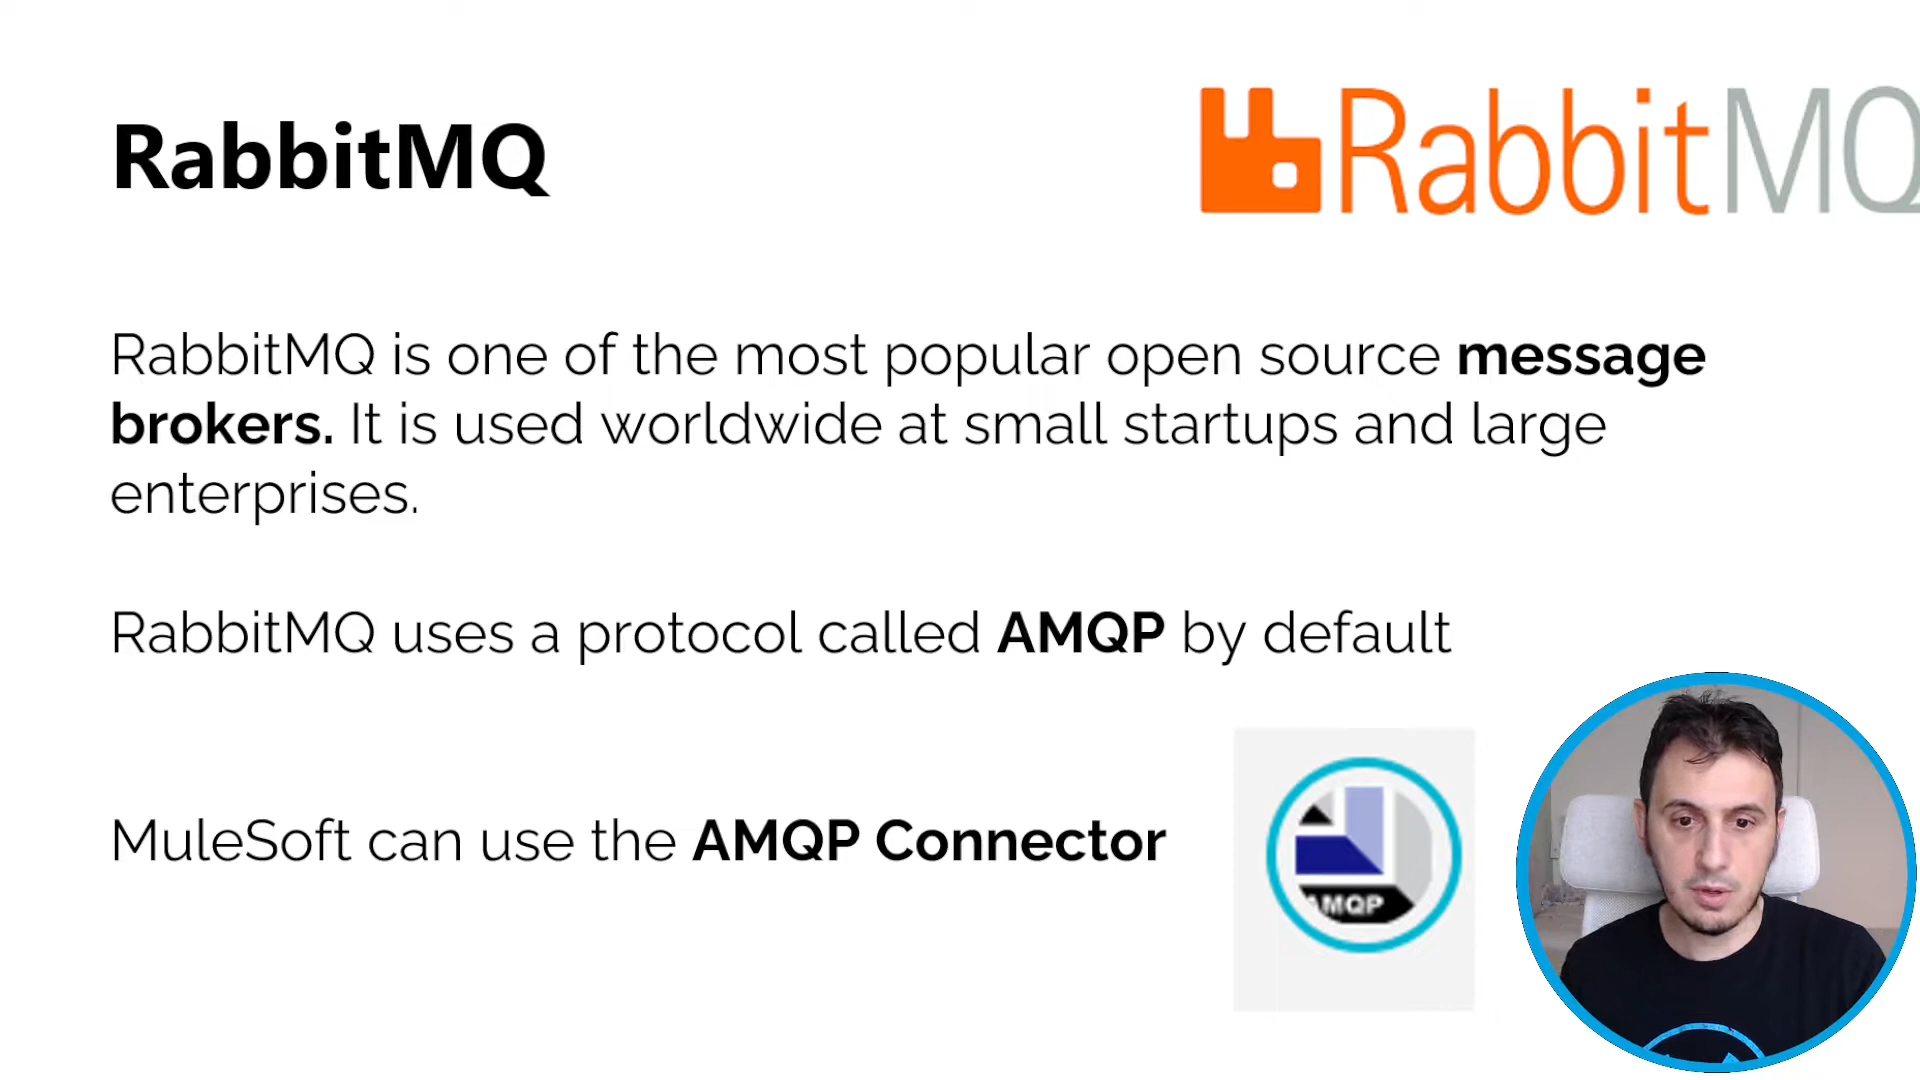 RabbitMQ
RabbitMQ
RabbitMQ is one of the most popular open source message
brokers. It is used worldwide at small startups and large
enterprises.
RabbitMQ uses a protocol called AMQP by default
MuleSoft can use the AMQP Connector
AMQP